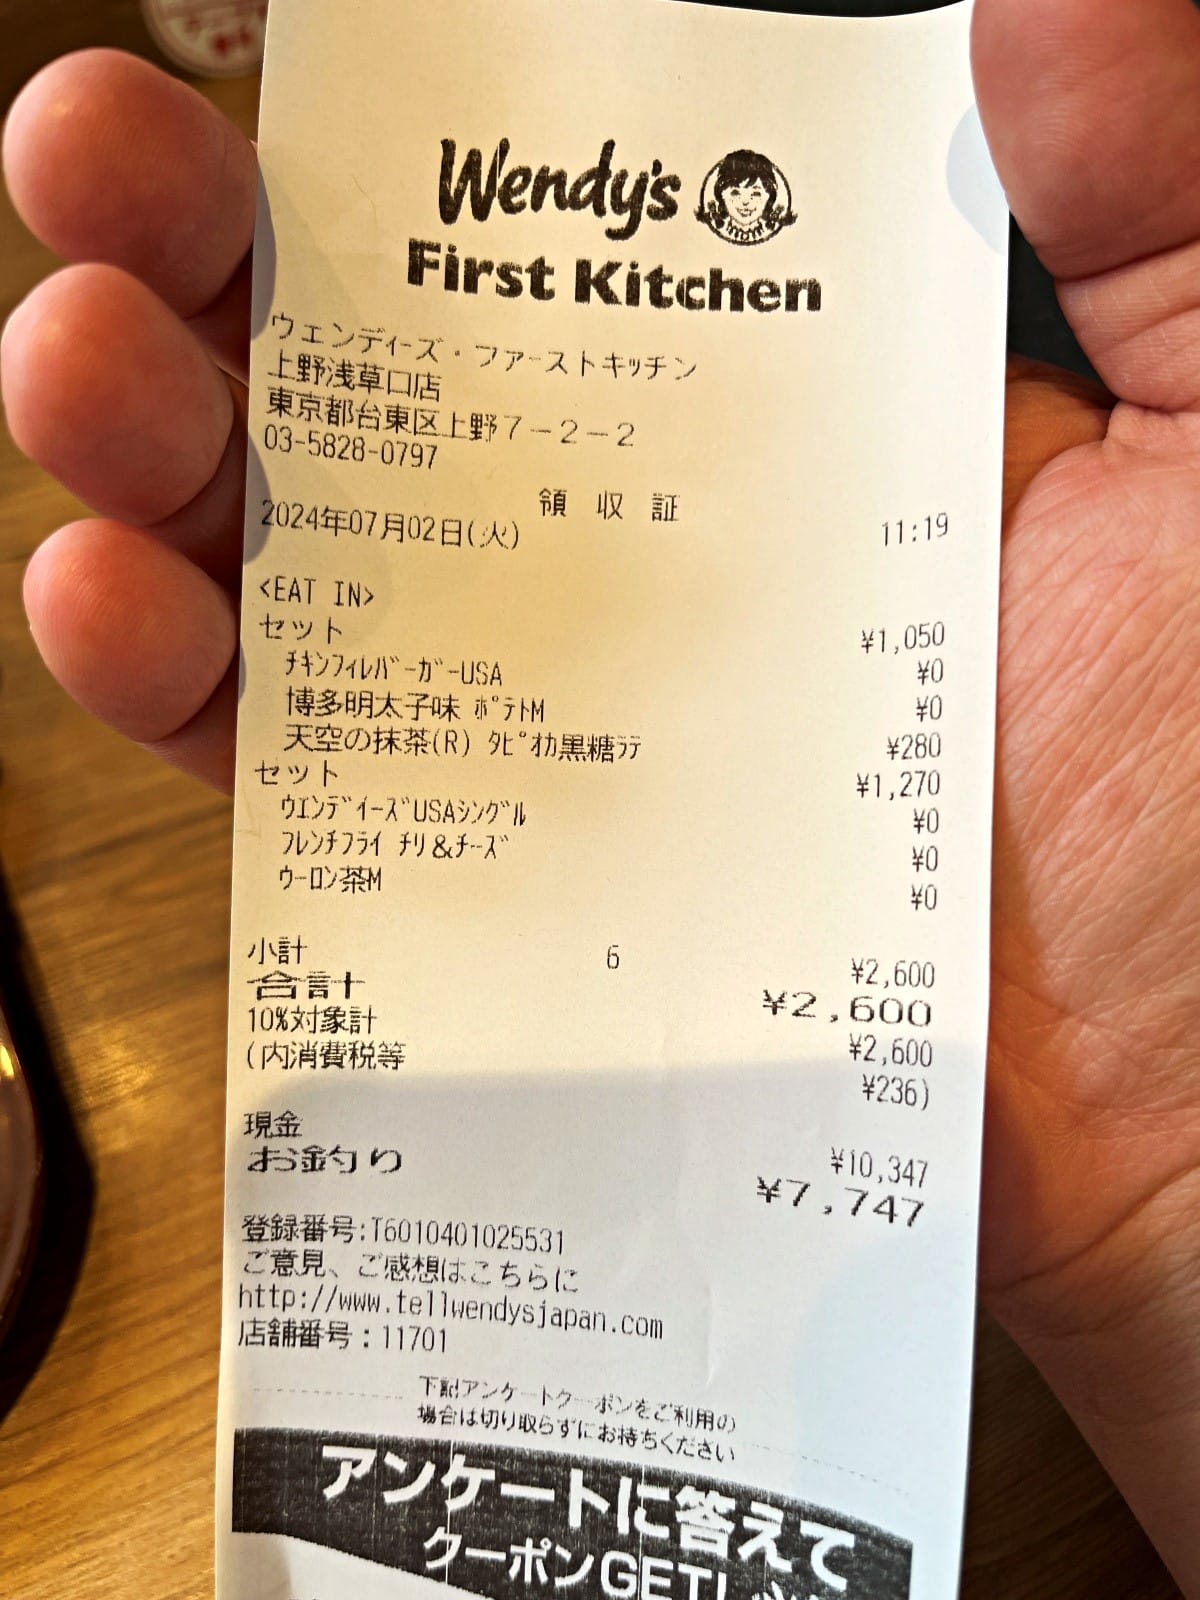 Wendy's
First Kitchen
ウェンディーズ・ファーストキッチン
上野浅草口店
東京都台東区上野7-2-2
03-5828-0797
領 収 証
2024年07月02日(火) 11:19
<EAT IN>
セット ¥1,050
ﾁｷﾝﾌｨﾚﾊﾞｰｶﾞｰUSA ¥0
博多明太子味 ﾎﾟﾃﾄM ¥0
天空の抹茶(R) ﾀﾋﾟｵｶ黒糖ﾗﾃ ¥280
セット ¥1,270
ｳｴﾝﾃﾞｲｰｽﾞUSAｼﾝｸﾞﾙ ¥0
ﾌﾚﾝﾁﾌﾗｲ ﾁﾘ&ﾁｰｽﾞ ¥0
ｳｰﾛﾝ茶M ¥0
小計 6 ¥2,600
合計 ¥2,600
10%対象計 ¥2,600
(内消費税等 ¥236)
現金 ¥10,347
お釣り ¥7,747
登録番号:T6010401025531
ご意見、ご感想はこちらに
http://www.tellwendysjapan.com
店舗番号:11701
下記アンケートクーポンをご利用の
場合は切り取らずにお持ちください
アンケートに答えて
クーポンGET!